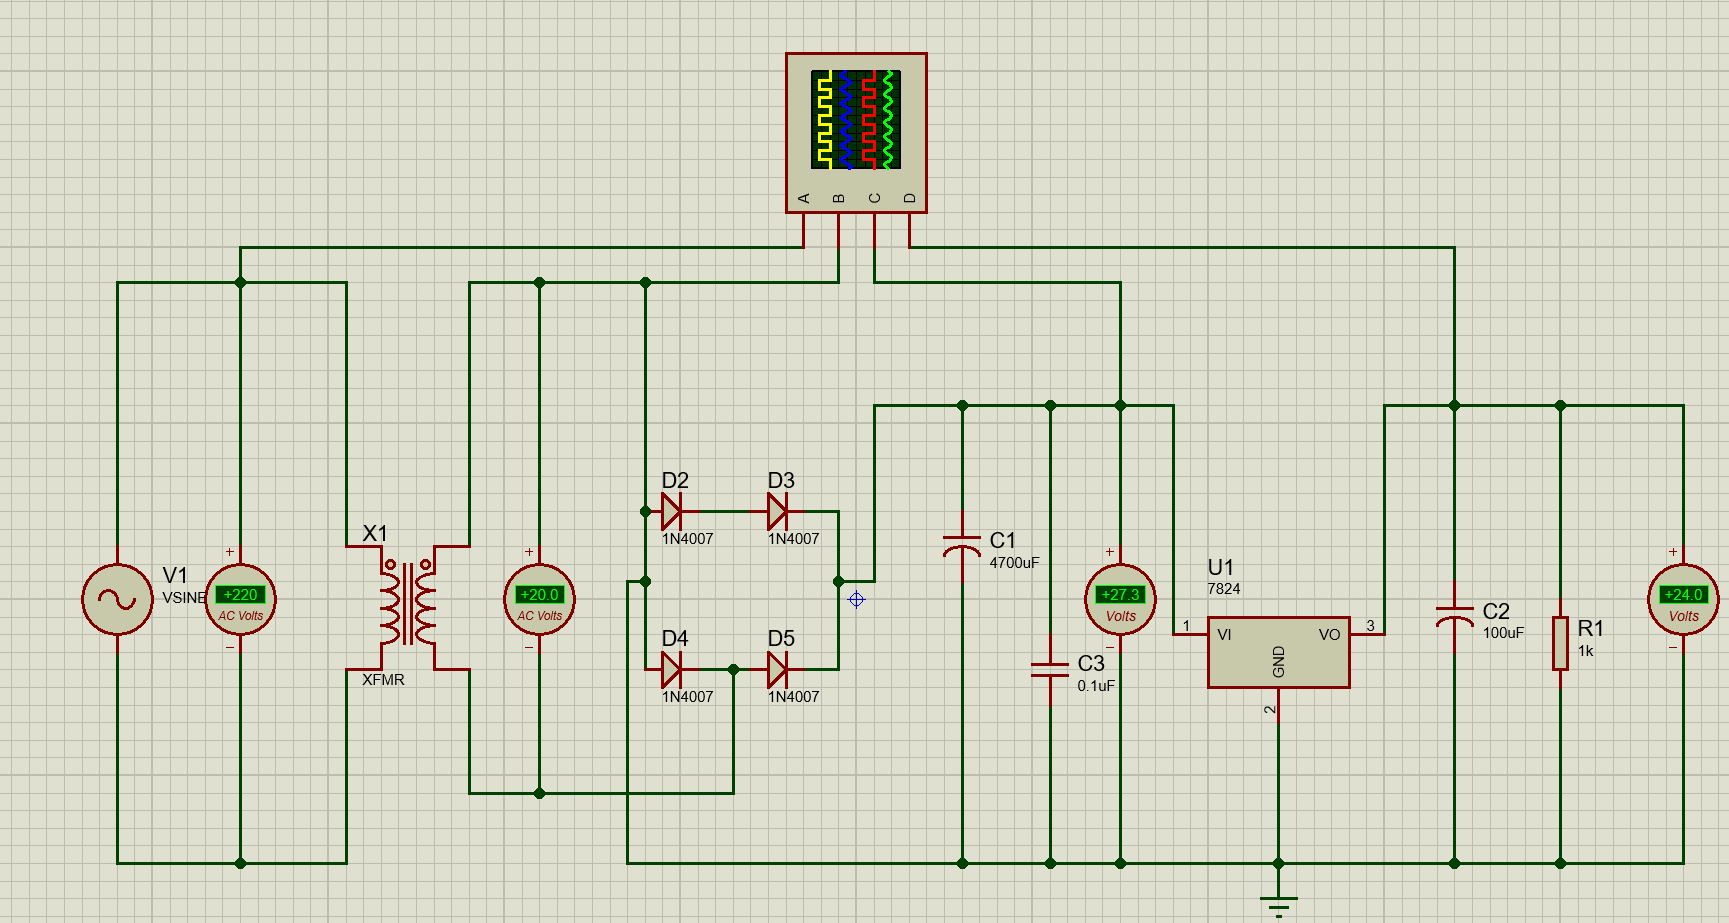 A
B
C
D
D2
D3
1N4007
1N4007
X1
V1
VSINE
+
+220
AC Volts
−
XFMR
+
+20.0
AC Volts
−
D4
D5
1N4007
1N4007
C1
4700uF
C3
0.1uF
+
+27.3
Volts
−
U1
7824
1
VI
VO
3
GND
2
C2
100uF
R1
1k
+
+24.0
Volts
−